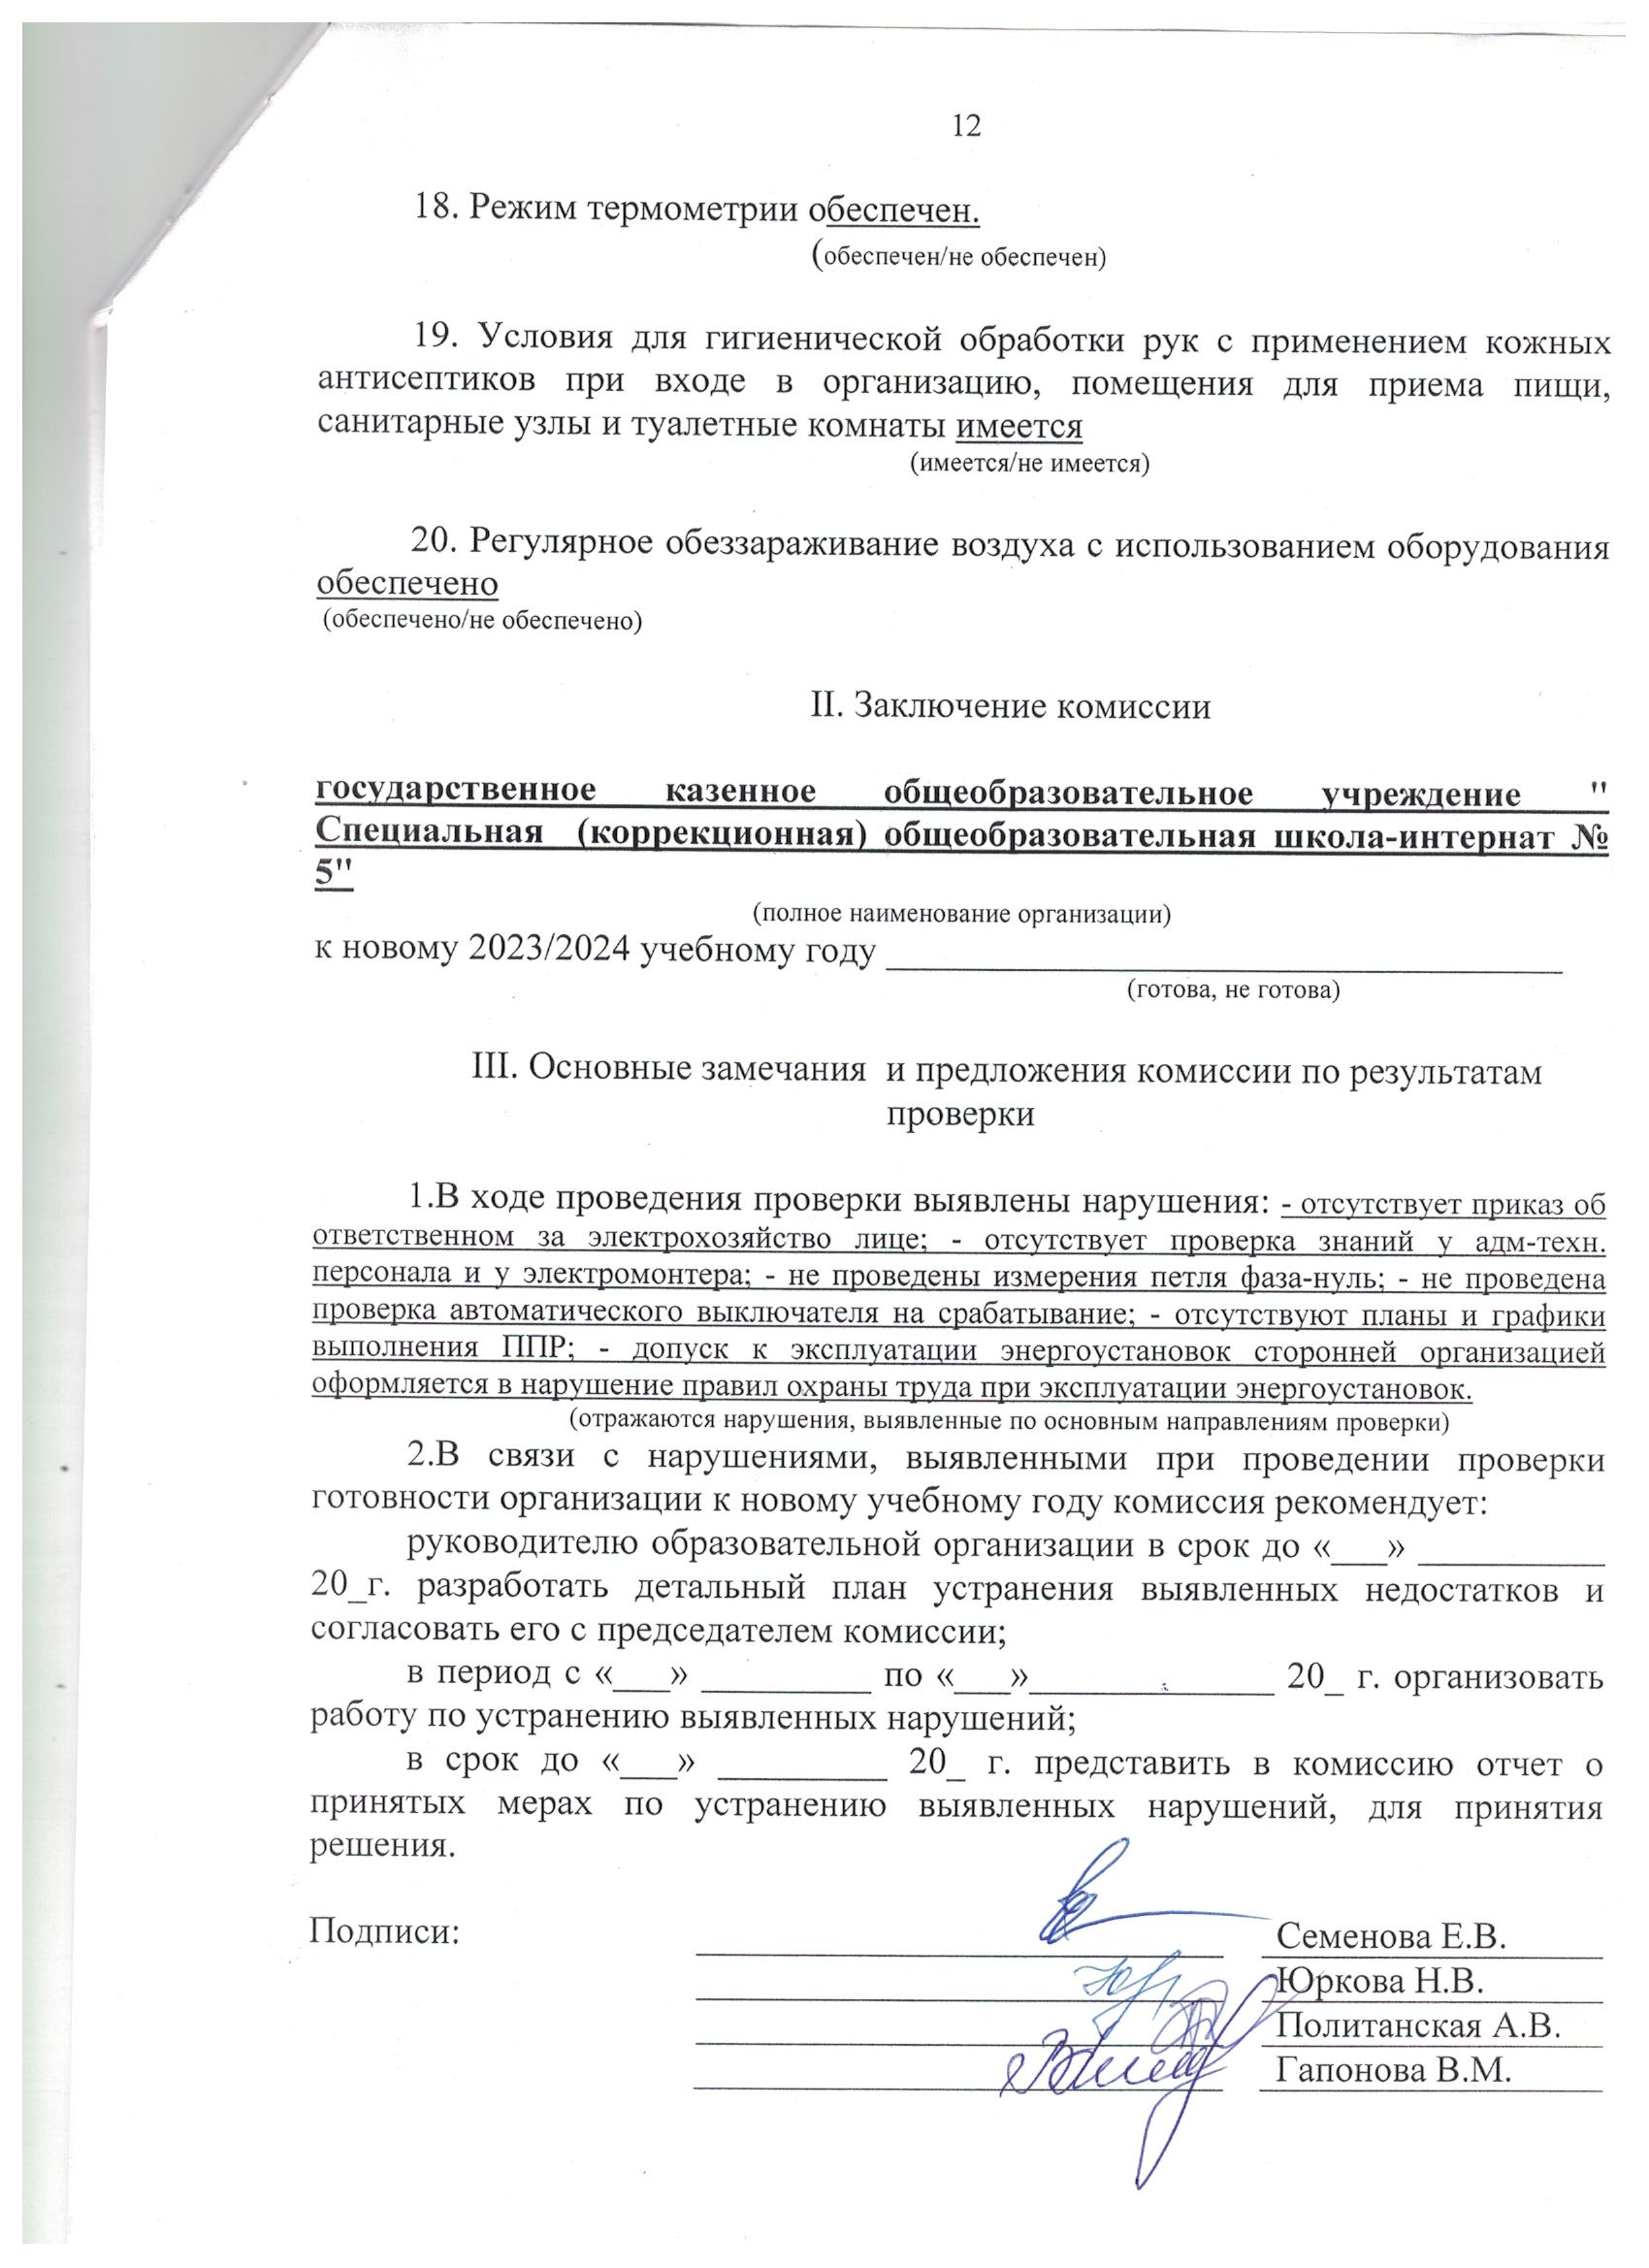 12
18. Режим термометрии обеспечен.
(обеспечен/не обеспечен)
19. Условия для гигиенической обработки рук с применением кожных
антисептиков при входе в организацию, помещения для приема пищи,
санитарные узлы и туалетные комнаты имеется
(имеется/не имеется)
20. Регулярное обеззараживание воздуха с использованием оборудования
обеспечено
(обеспечено/не обеспечено)
II. Заключение комиссии
государственное казенное общеобразовательное учреждение "
Специальная (коррекционная) общеобразовательная школа-интернат №
5"
(полное наименование организации)
к новому 2023/2024 учебному году ____________________
(готова, не готова)
III. Основные замечания и предложения комиссии по результатам
проверки
1.В ходе проведения проверки выявлены нарушения: - отсутствует приказ об
ответственном за электрохозяйство лице; - отсутствует проверка знаний у адм-техн.
персонала и у электромонтера; - не проведены измерения петля фаза-нуль; - не проведена
проверка автоматического выключателя на срабатывание; - отсутствуют планы и графики
выполнения ППР; - допуск к эксплуатации энергоустановок сторонней организацией
оформляется в нарушение правил охраны труда при эксплуатации энергоустановок.
(отражаются нарушения, выявленные по основным направлениям проверки)
2.В связи с нарушениями, выявленными при проведении проверки
готовности организации к новому учебному году комиссия рекомендует:
руководителю образовательной организации в срок до «___» __________
20_г. разработать детальный план устранения выявленных недостатков и
согласовать его с председателем комиссии;
в период с «___» _________ по «___»_____________ 20_ г. организовать
работу по устранению выявленных нарушений;
в срок до «___» _________ 20_ г. представить в комиссию отчет о
принятых мерах по устранению выявленных нарушений, для принятия
решения.
Подписи:
Семенова Е.В.
Юркова Н.В.
Политанская А.В.
Гапонова В.М.